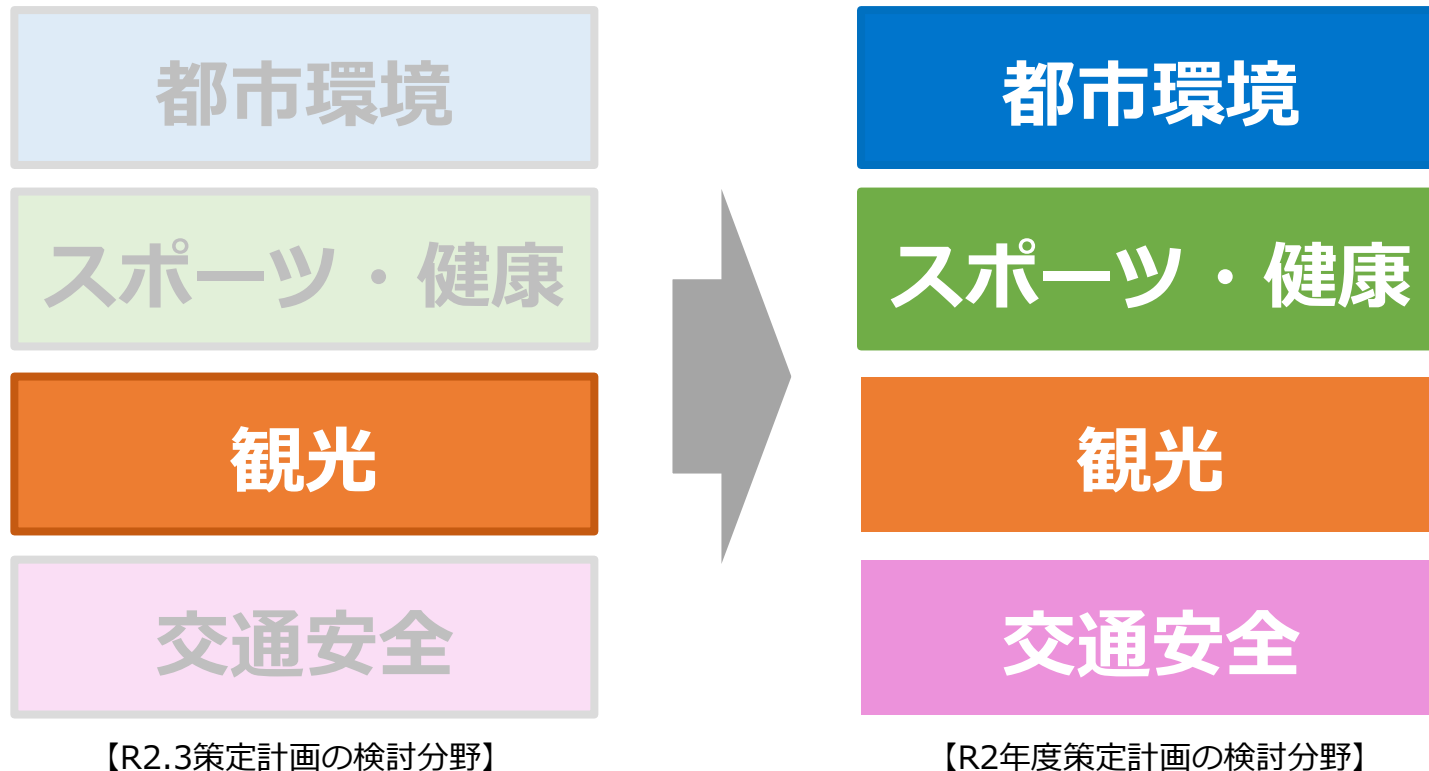 都市環境
スポーツ・健康
観光
交通安全
【R2.3策定計画の検討分野】
都市環境
スポーツ・健康
観光
交通安全
【R2年度策定計画の検討分野】